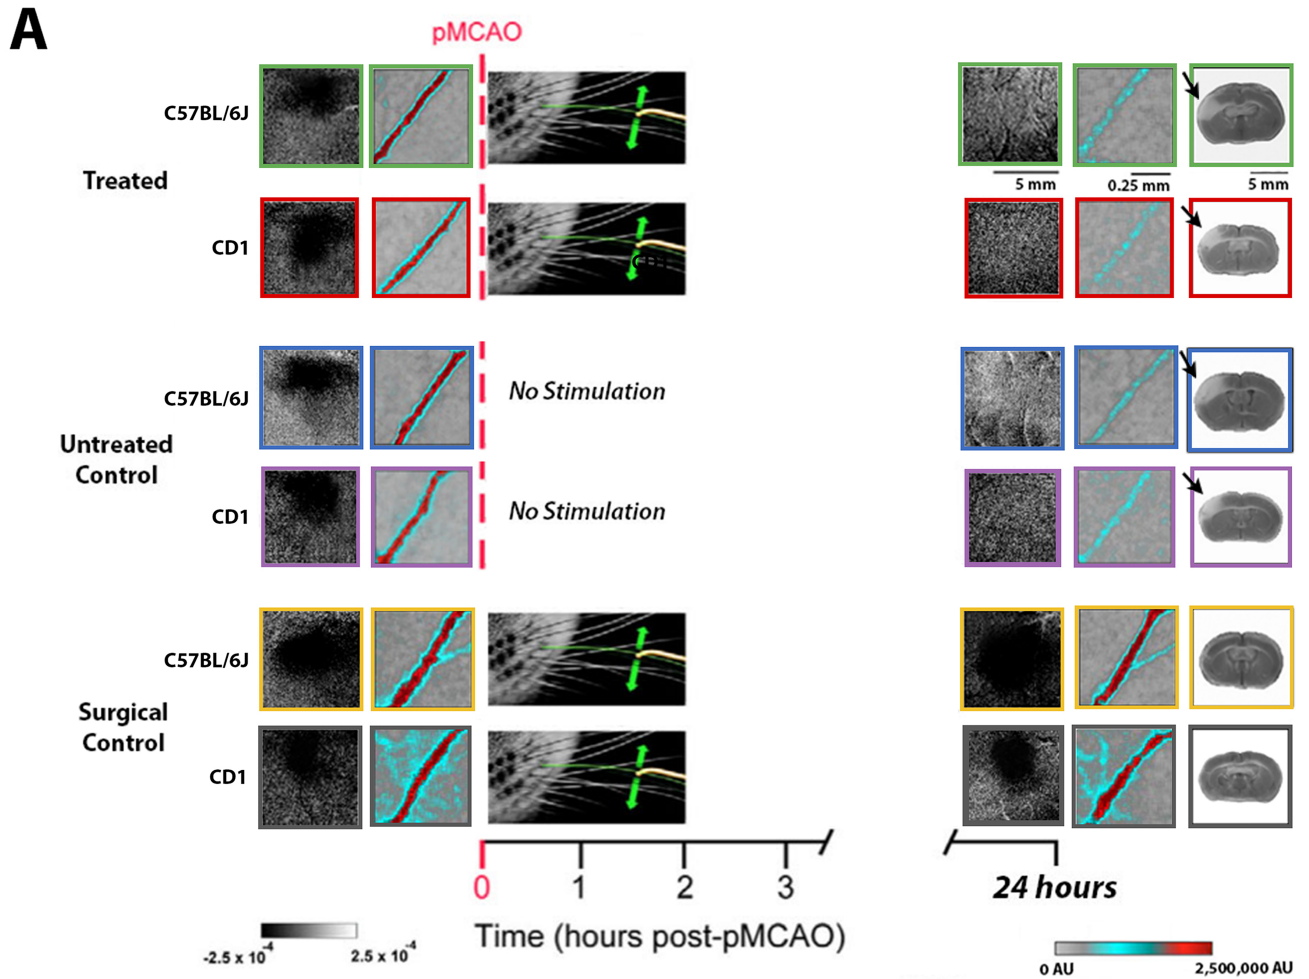 A
pMCAO
C57BL/6J
Treated
5 mm
0.25 mm
5 mm
CD1
C57BL/6J
No Stimulation
Untreated
Control
CD1
No Stimulation
C57BL/6J
Surgical
Control
CD1
0
1
2
3
24 hours
Time (hours post-pMCAO)
-2.5 x 10⁻⁴
2.5 x 10⁻⁴
0 AU
2,500,000 AU